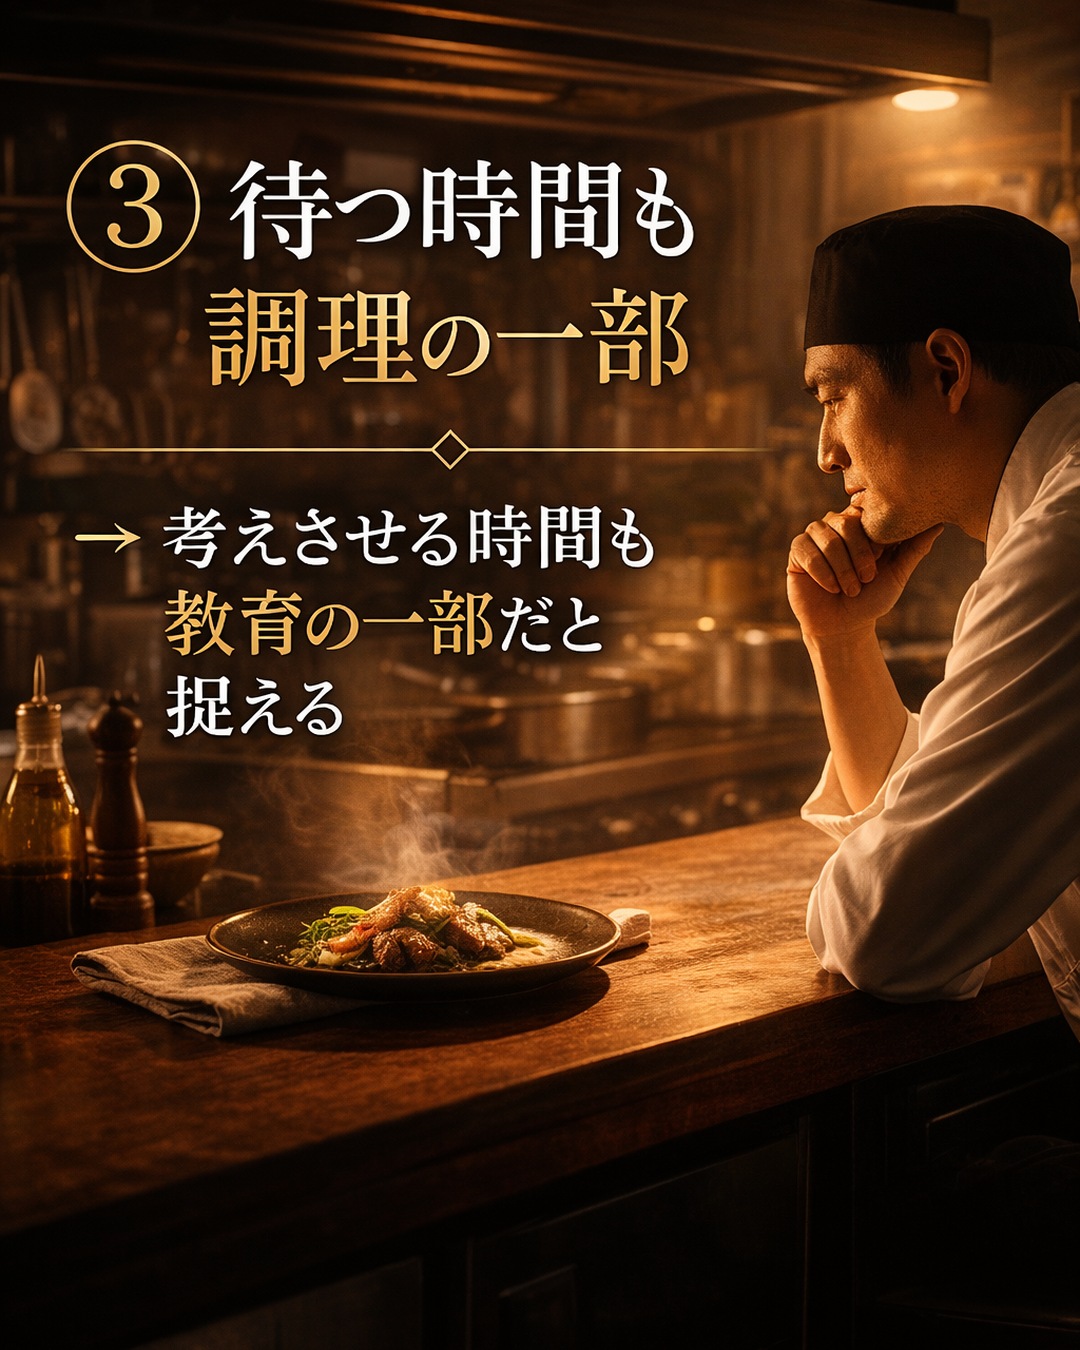 ③ 待つ時間も
調理の一部
→ 考えさせる時間も
教育の一部だと
捉える